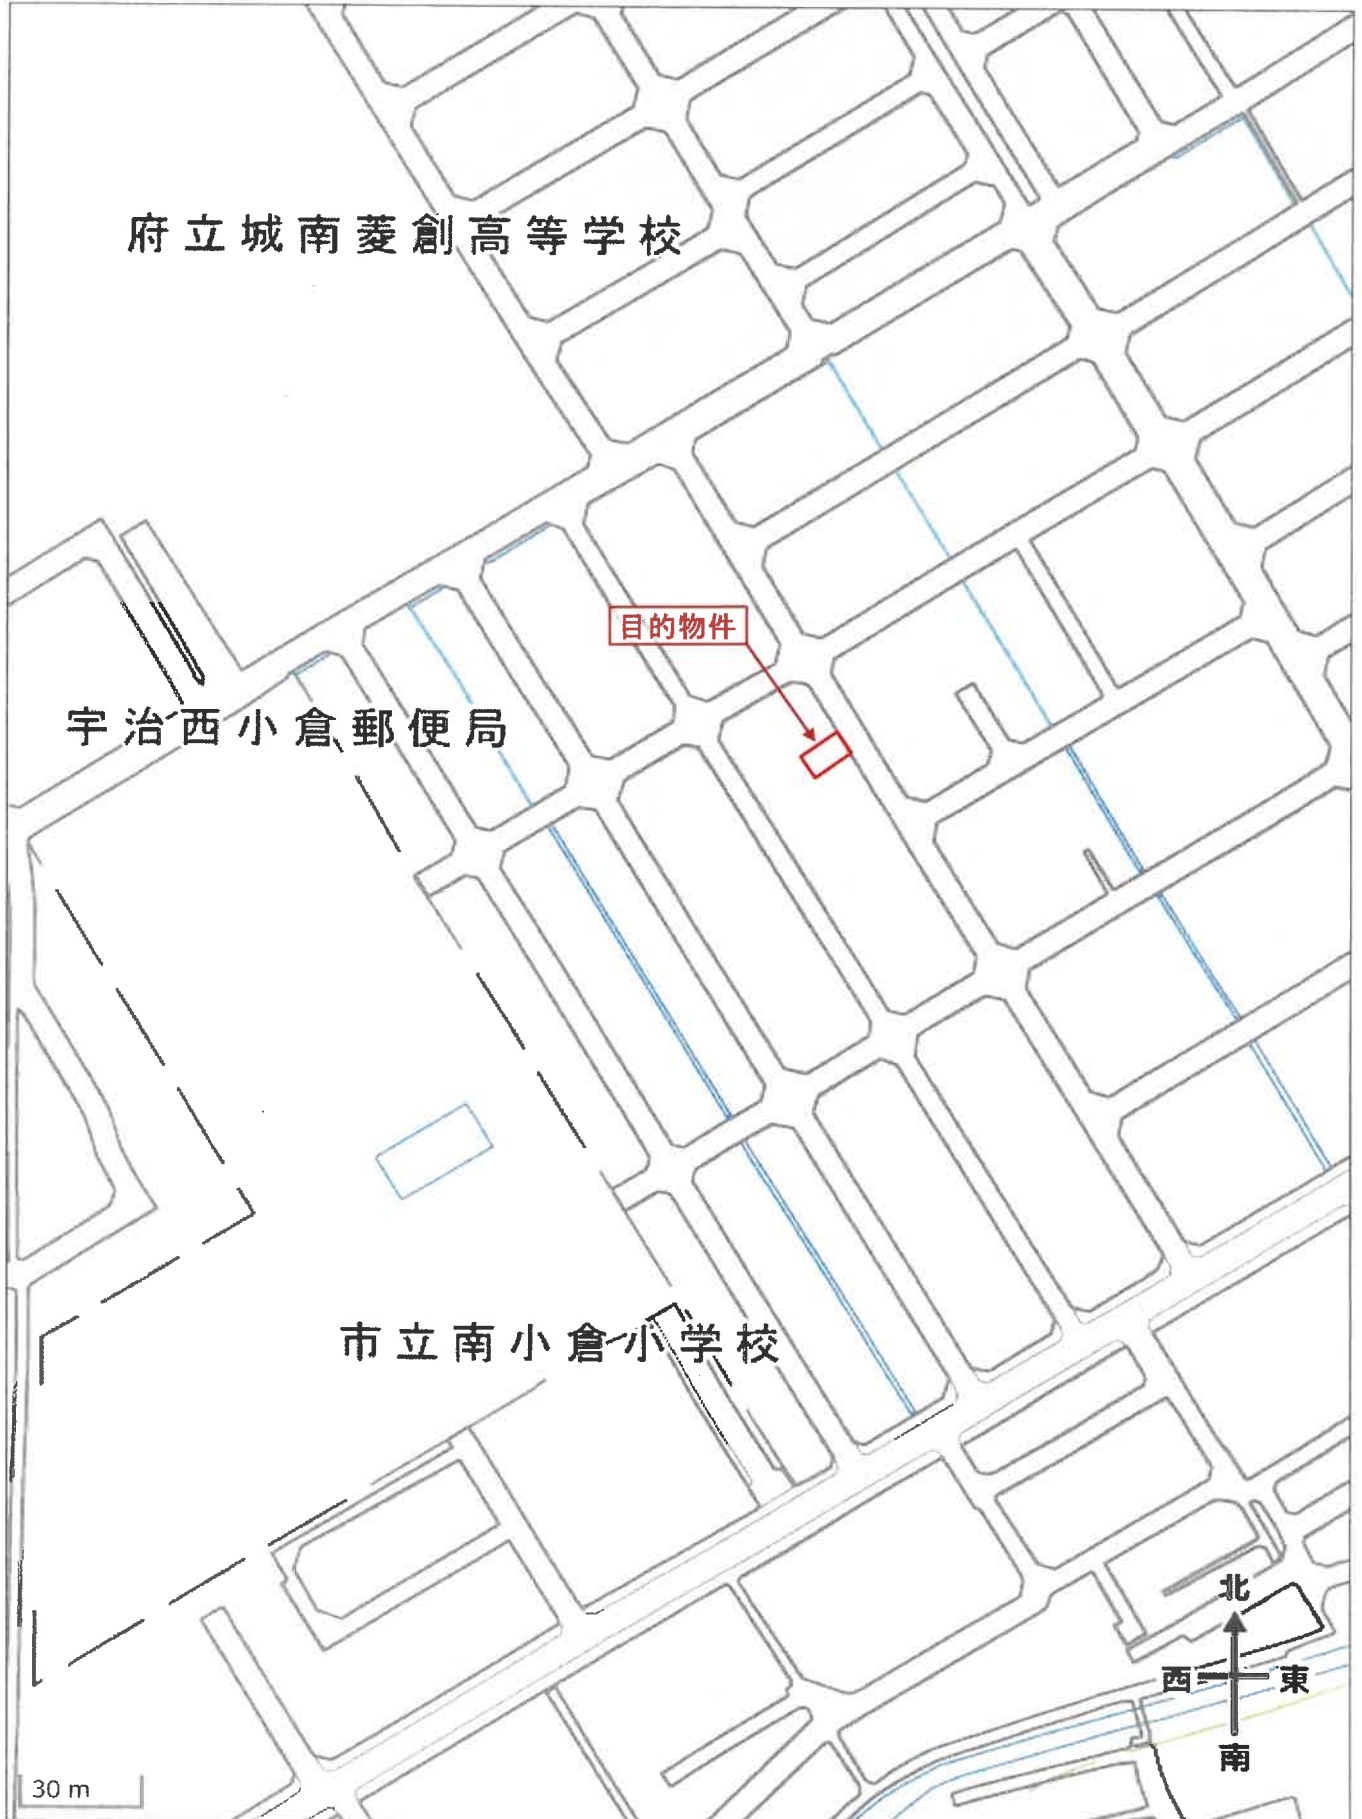 府立城南菱創高等学校
目的物件
宇治西小倉郵便局
市立南小倉小学校
北
西 東
南
30 m